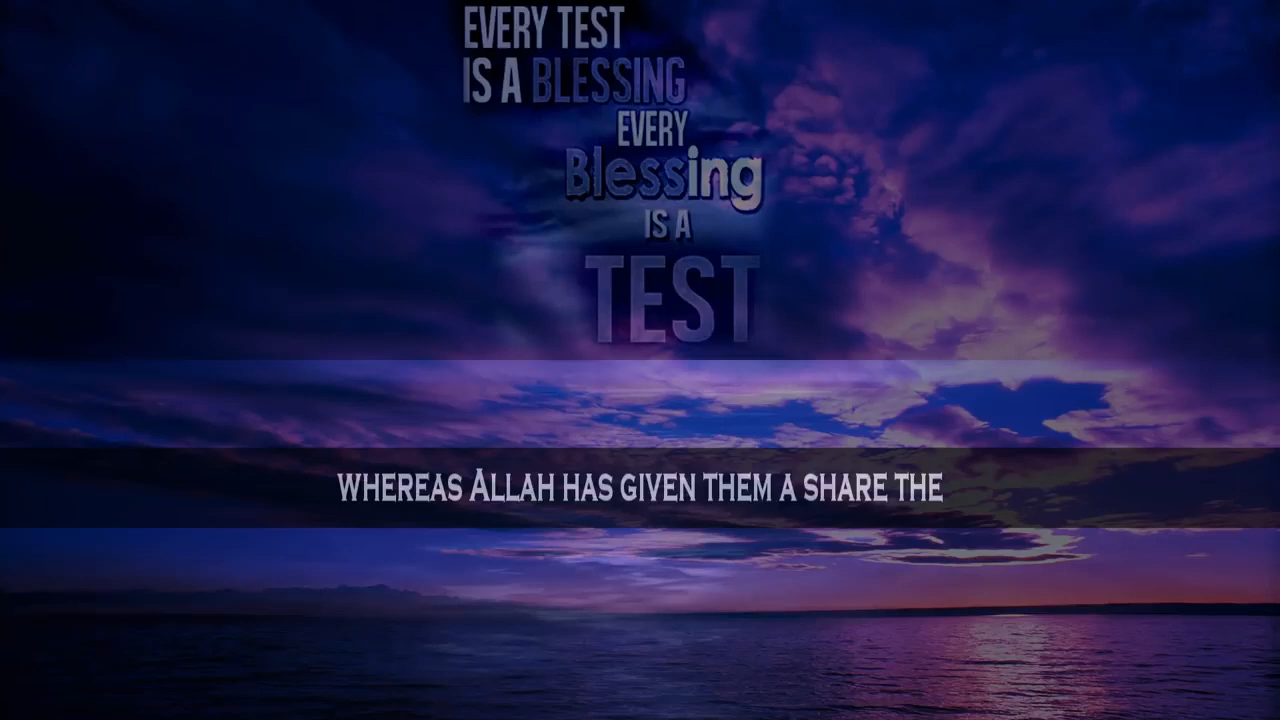 EVERY TEST
IS A BLESSING
EVERY
Blessing
IS A
TEST
WHEREAS ALLAH HAS GIVEN THEM A SHARE THE